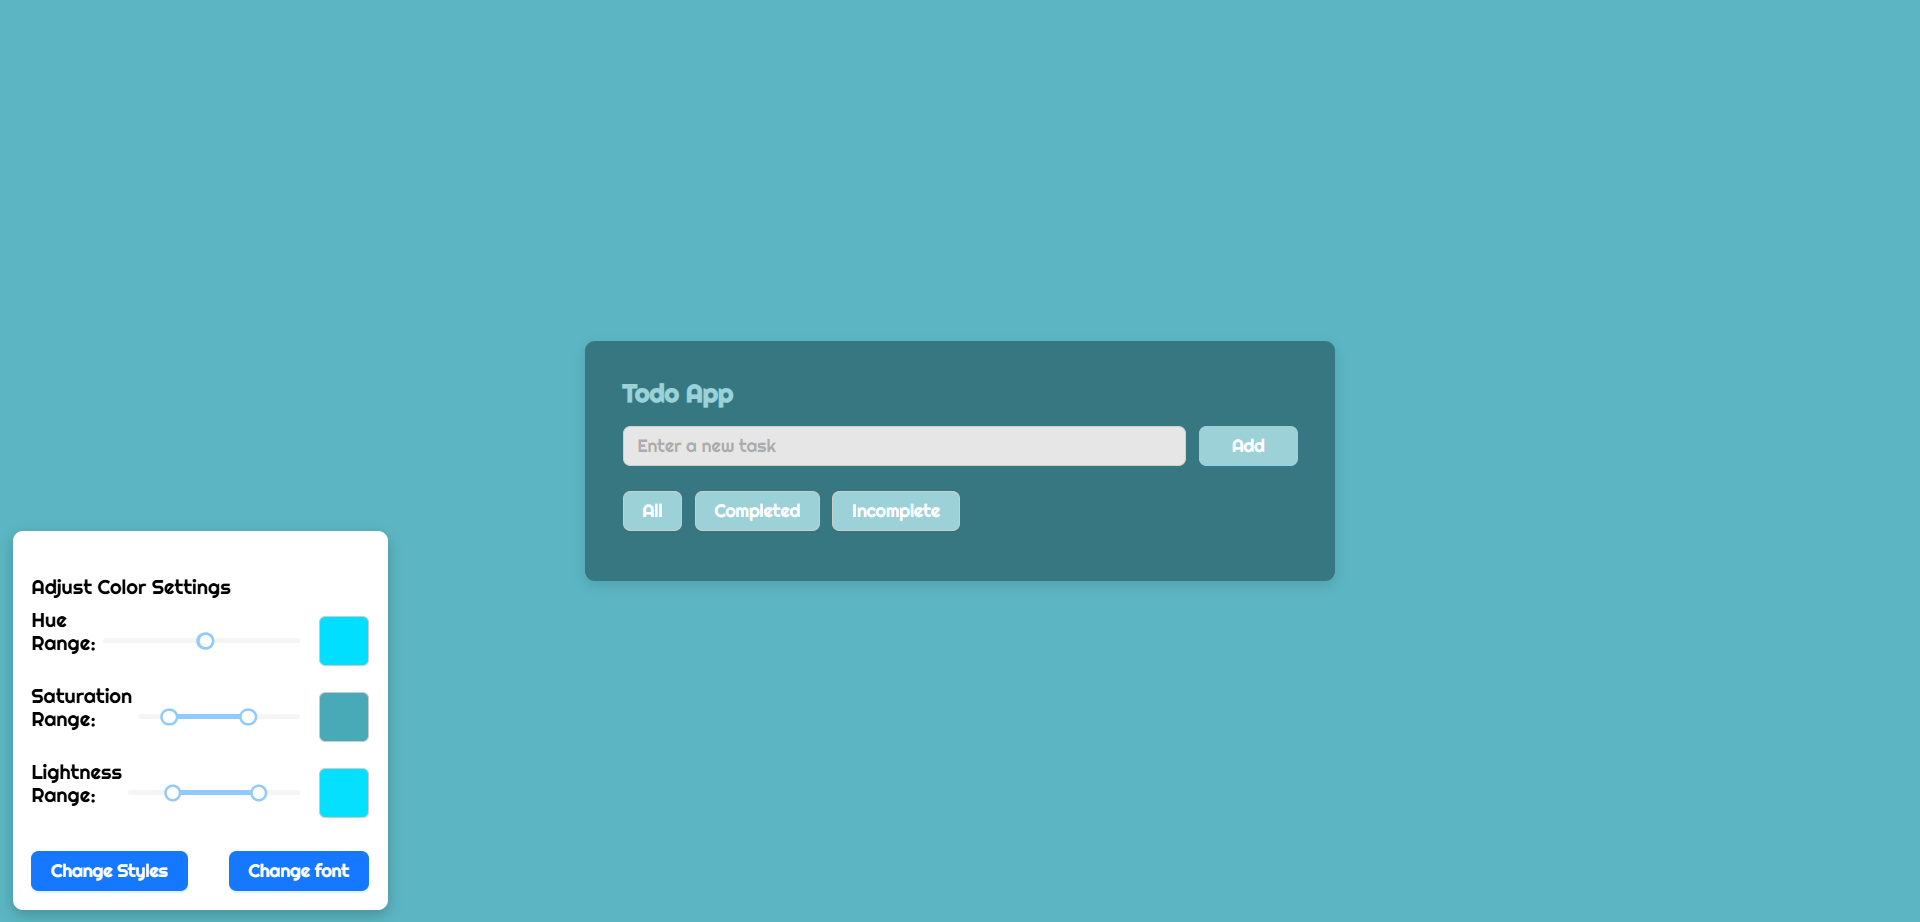 Todo App
Enter a new task
Add
All Completed Incomplete
Adjust Color Settings
Hue
Range:
Saturation
Range:
Lightness
Range:
Change Styles Change font